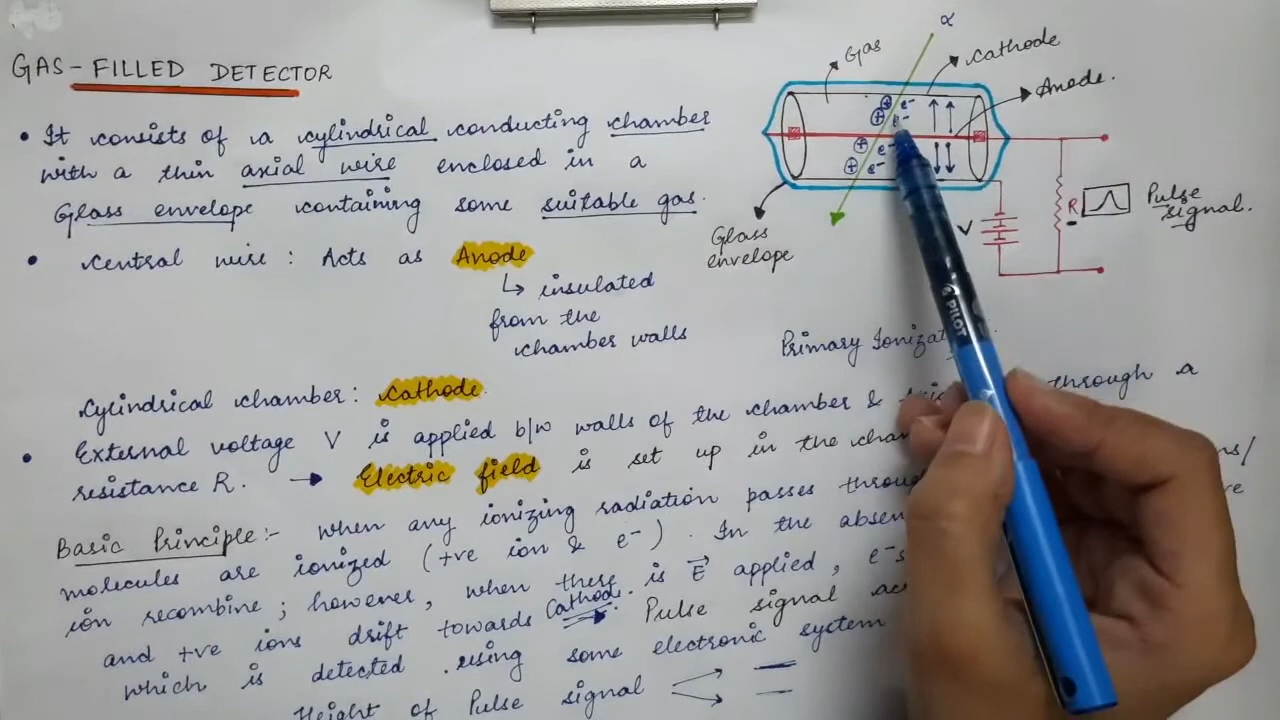 GAS-FILLED DETECTOR
• It consists of a cylindrical conducting chamber
with a thin axial wire enclosed in a
Glass envelope containing some suitable gas.
• Central wire: Acts as Anode
↳ insulated
from the
chamber walls
Cylindrical chamber: Cathode.
• External voltage V is applied b/w walls of the chamber & through a
resistance R. → Electric field is set up in the
Basic Principle:- When any ionizing radiation passes through
molecules are ionized (+ve ion & e⁻). In the
ion recombine; however, when there is E⃗ applied,
and +ve ions drift towards Cathode. Pulse signal
which is detected using some electronic system
Height of Pulse signal
α
Gas
Cathode
Anode.
⊕ e⁻
⊕ e⁻
⊕ e⁻
⊕ e⁻
Glass
envelope
V
R
Pulse
signal.
Primary
PILOT